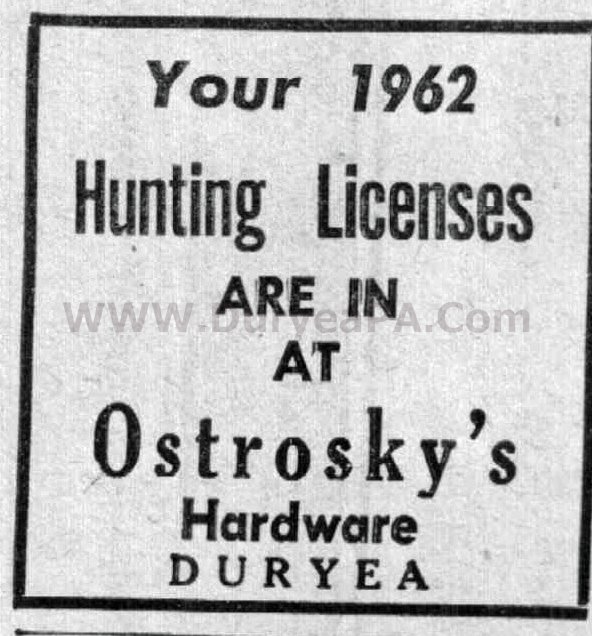 Your 1962
Hunting Licenses
ARE IN
WWW.DuryeaPA.Com
AT
Ostrosky's
Hardware
DURYEA